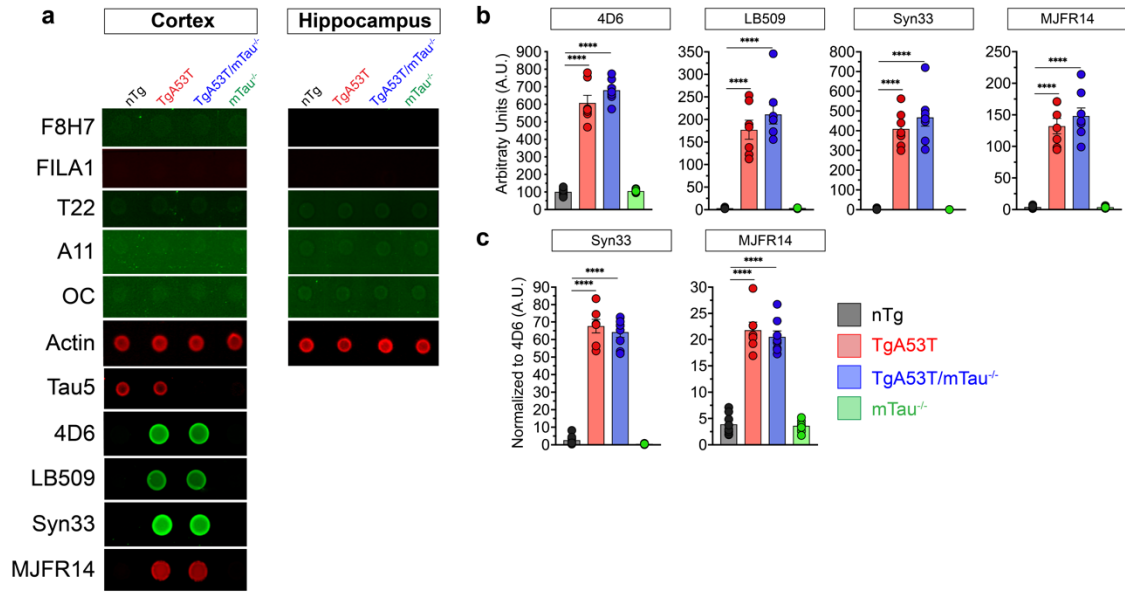 a
Cortex
Hippocampus
nTg
TgA53T
TgA53T/mTau-/-
mTau-/-
nTg
TgA53T
TgA53T/mTau-/-
mTau-/-
F8H7
FILA1
T22
A11
OC
Actin
Tau5
4D6
LB509
Syn33
MJFR14
b
4D6
LB509
Syn33
MJFR14
Arbitraty Units (A.U.)
900
800
700
600
500
400
300
200
100
0
****
****
350
300
250
200
150
100
50
0
****
****
900
800
700
600
500
400
300
200
100
0
****
****
250
200
150
100
50
0
****
****
c
Syn33
MJFR14
Normalized to 4D6 (A.U.)
90
80
70
60
50
40
30
20
10
0
****
****
30
25
20
15
10
5
0
****
****
nTg
TgA53T
TgA53T/mTau-/-
mTau-/-